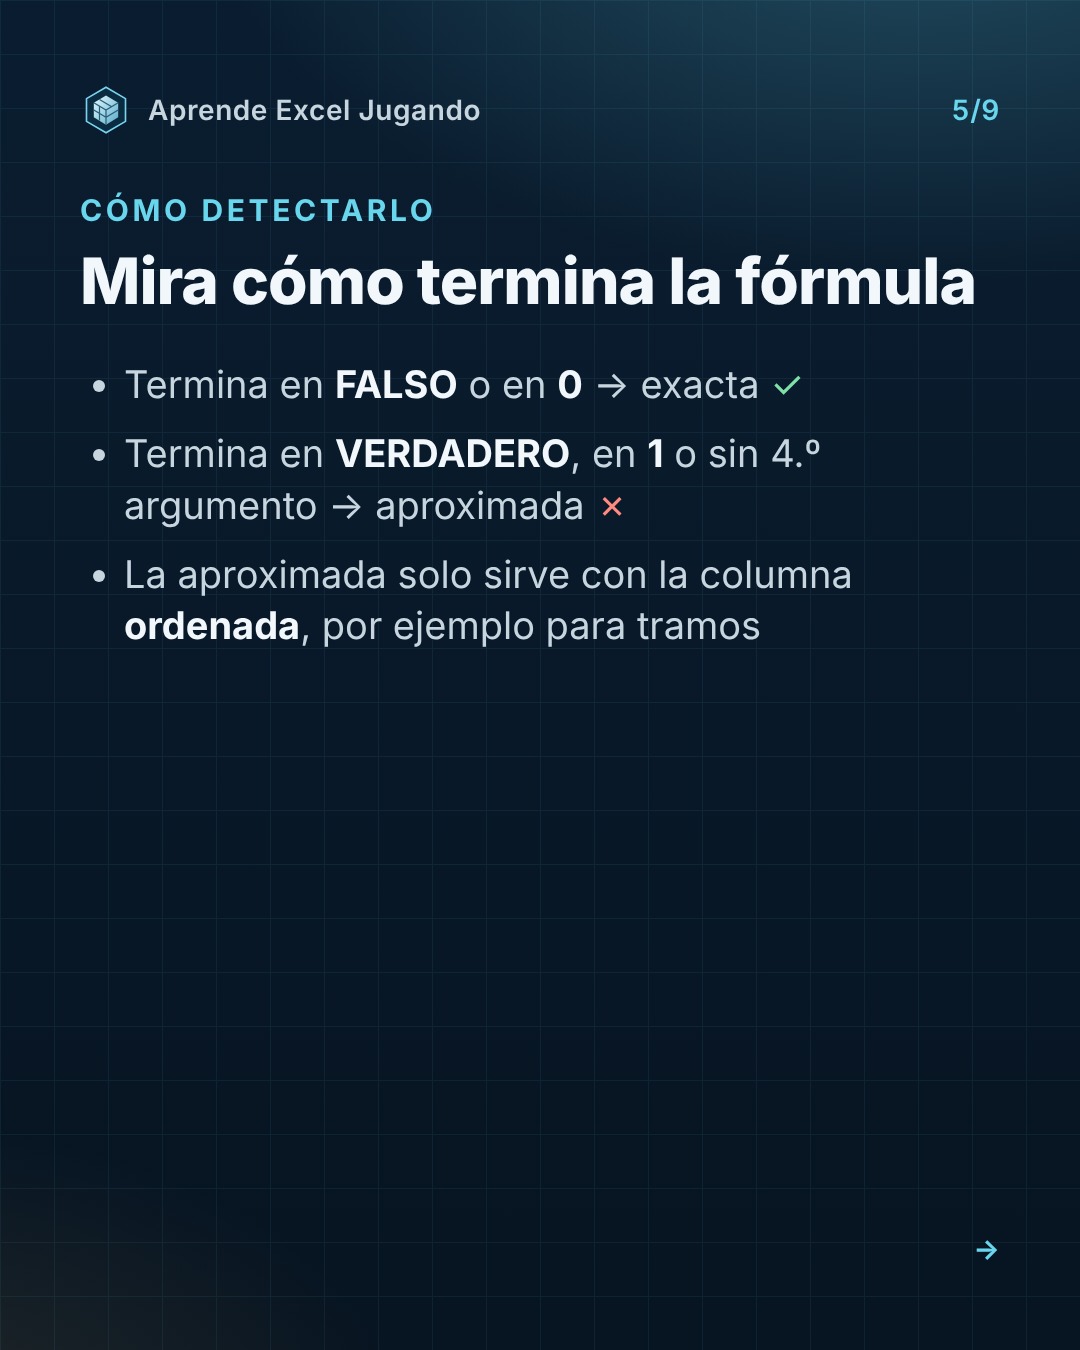 Aprende Excel Jugando
5/9
CÓMO DETECTARLO
Mira cómo termina la fórmula
• Termina en FALSO o en 0 → exacta ✓
• Termina en VERDADERO, en 1 o sin 4.º
argumento → aproximada ✕
• La aproximada solo sirve con la columna
ordenada, por ejemplo para tramos
→